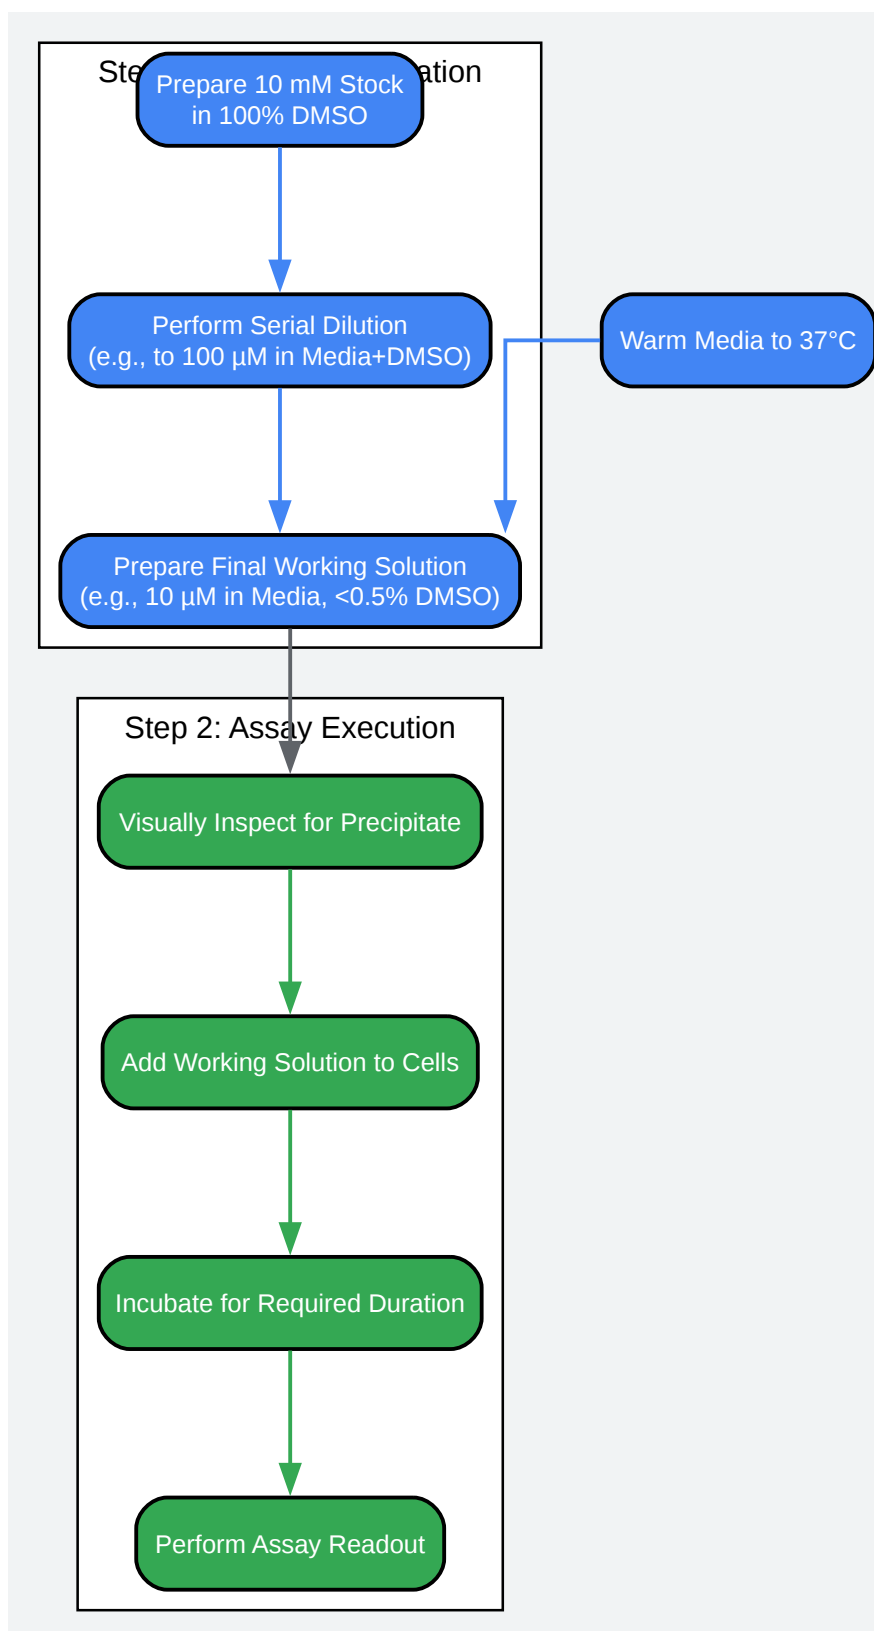 Prepare 10 mM Stock
in 100% DMSO
Perform Serial Dilution
(e.g., to 100 µM in Media+DMSO)
Warm Media to 37°C
Prepare Final Working Solution
(e.g., 10 µM in Media, <0.5% DMSO)
Step 2: Assay Execution
Visually Inspect for Precipitate
Add Working Solution to Cells
Incubate for Required Duration
Perform Assay Readout